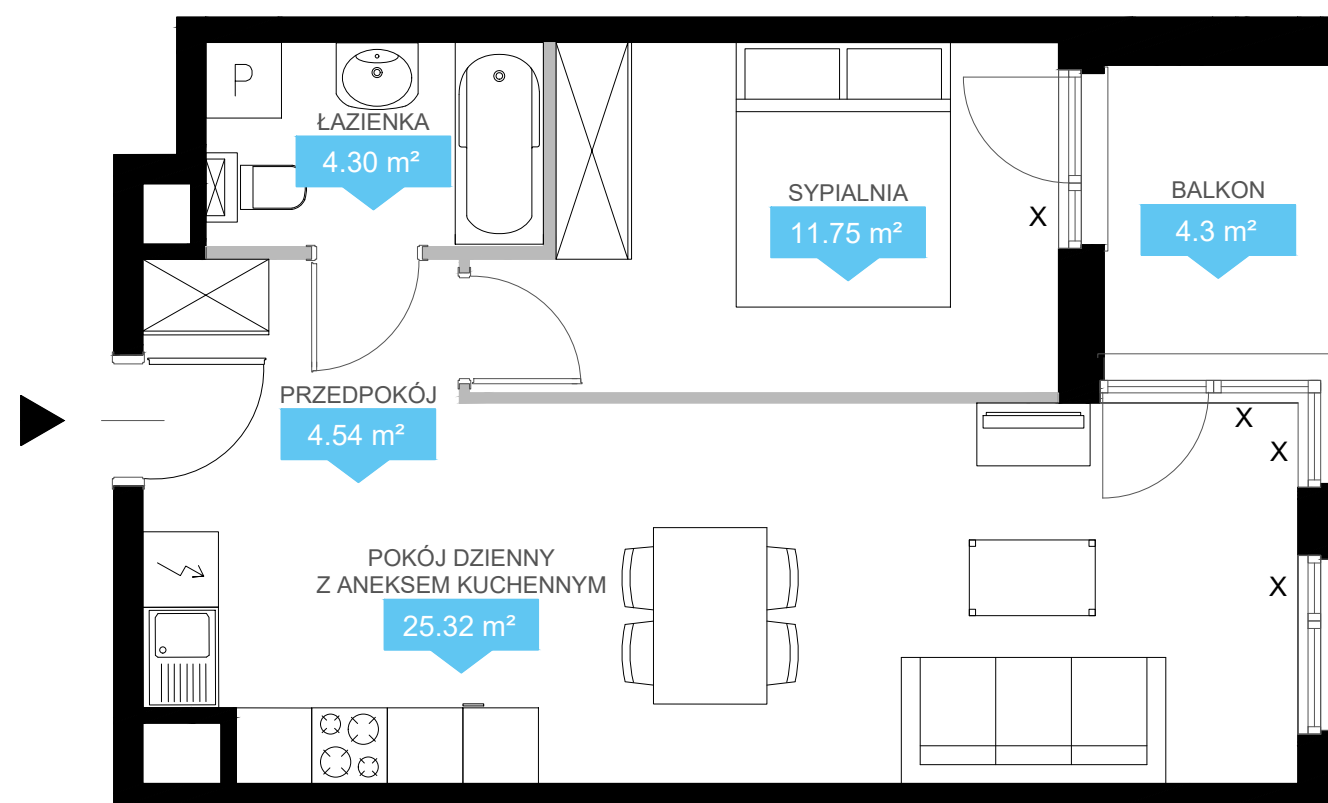 P
ŁAZIENKA
4.30 m²
SYPIALNIA
11.75 m²
X
BALKON
4.3 m²
PRZEDPOKÓJ
4.54 m²
X
X
POKÓJ DZIENNY
Z ANEKSEM KUCHENNYM
25.32 m²
X